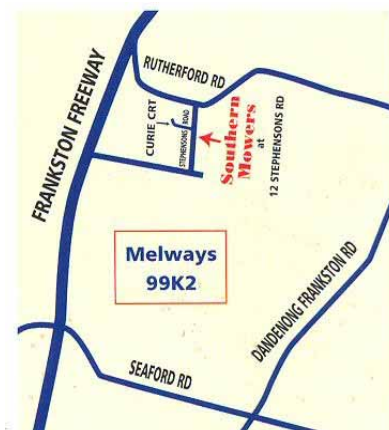 FRANKSTON FREEWAY
RUTHERFORD RD
CURIE CRT
STEPHENSONS ROAD
Southern
Mowers
at
12 STEPHENSONS RD
Melways
99K2
DANDENONG FRANKSTON RD
SEAFORD RD